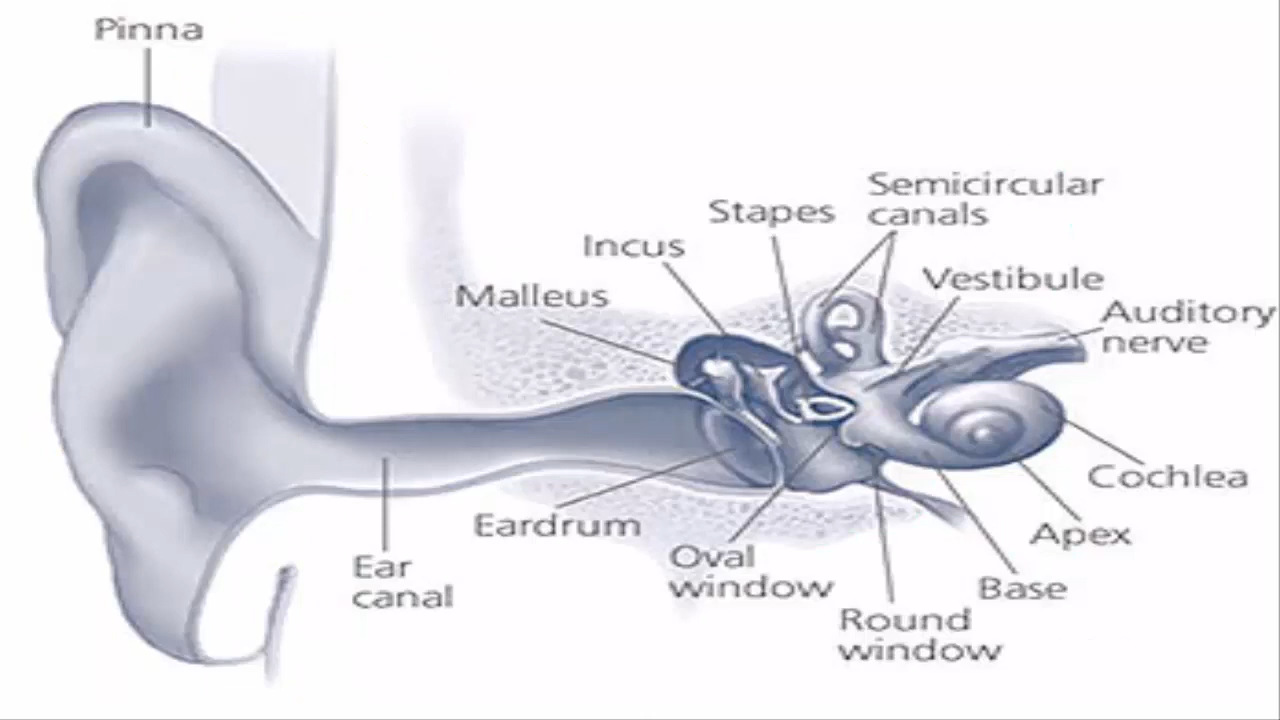 Pinna
Semicircular
canals
Stapes
Incus
Malleus
Vestibule
Auditory
nerve
Cochlea
Apex
Base
Round
window
Oval
window
Eardrum
Ear
canal